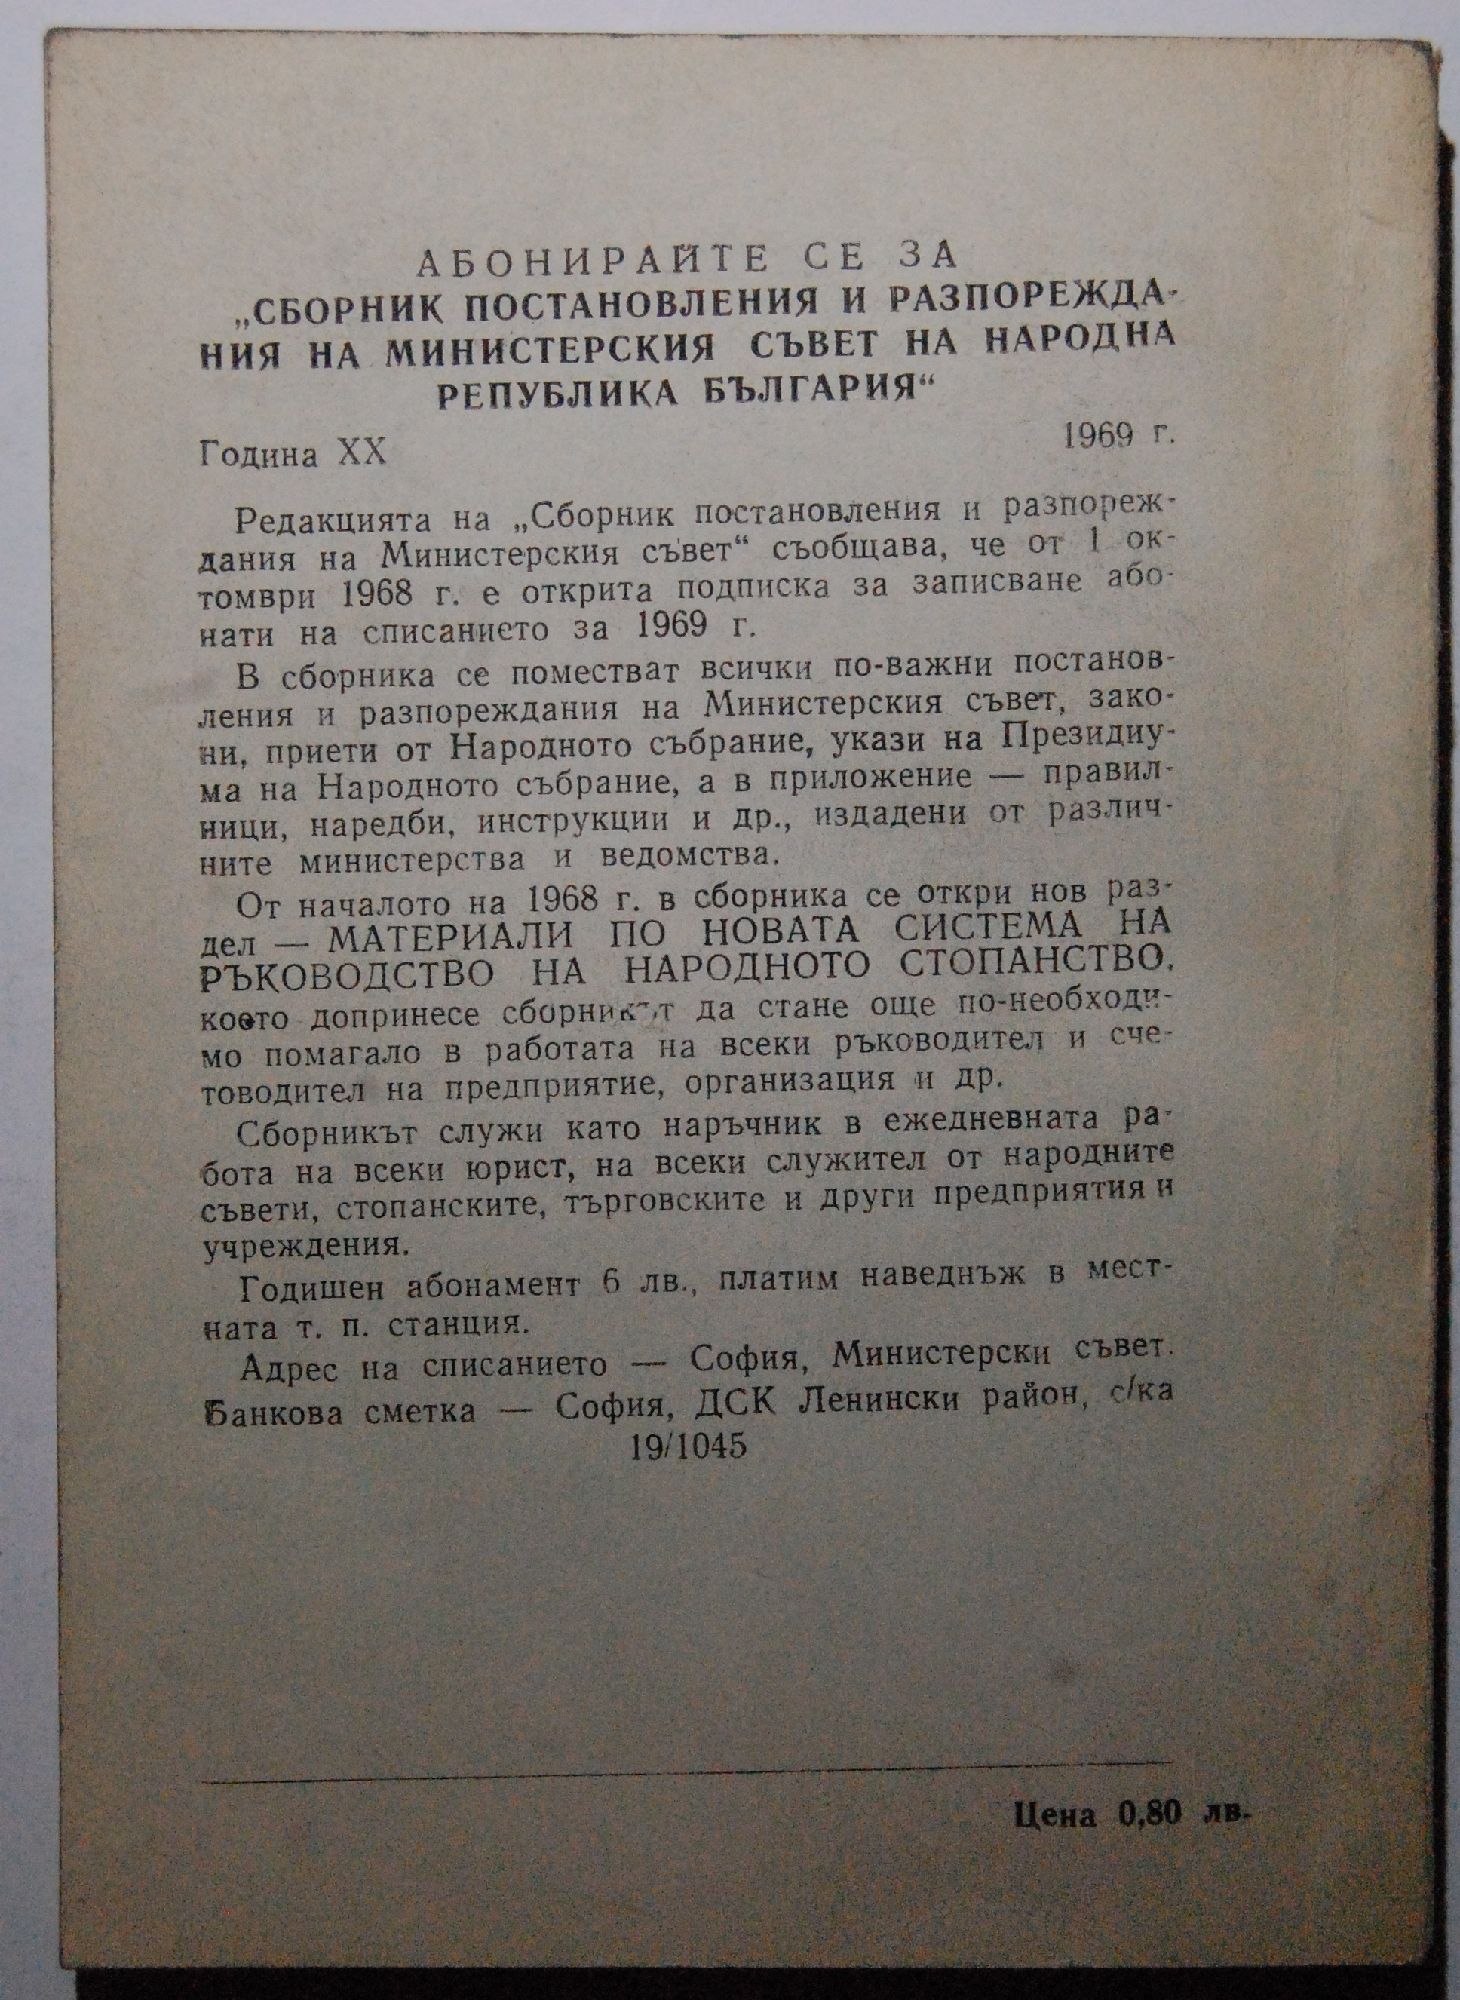 АБОНИРАЙТЕ СЕ ЗА
„СБОРНИК ПОСТАНОВЛЕНИЯ И РАЗПОРЕЖДА-
НИЯ НА МИНИСТЕРСКИЯ СЪВЕТ НА НАРОДНА
РЕПУБЛИКА БЪЛГАРИЯ“
Година XX 1969 г.
Редакцията на „Сборник постановления и разпореж-
дания на Министерския съвет“ съобщава, че от 1 ок-
томври 1968 г. е открита подписка за записване або-
нати на списанието за 1969 г.
В сборника се поместват всички по-важни постанов-
ления и разпореждания на Министерския съвет, зако-
ни, приети от Народното събрание, укази на Президиу-
ма на Народното събрание, а в приложение — правил-
ници, наредби, инструкции и др., издадени от различ-
ните министерства и ведомства.
От началото на 1968 г. в сборника се откри нов раз-
дел — МАТЕРИАЛИ ПО НОВАТА СИСТЕМА НА
РЪКОВОДСТВО НА НАРОДНОТО СТОПАНСТВО,
което допринесе сборникът да стане още по-необходи-
мо помагало в работата на всеки ръководител и сче-
товодител на предприятие, организация и др.
Сборникът служи като наръчник в ежедневната ра-
бота на всеки юрист, на всеки служител от народните
съвети, стопанските, търговските и други предприятия и
учреждения.
Годишен абонамент 6 лв., платим наведнъж в мест-
ната т. п. станция.
Адрес на списанието — София, Министерски съвет.
Банкова сметка — София, ДСК Ленински район, с/ка
19/1045
Цена 0,80 лв.